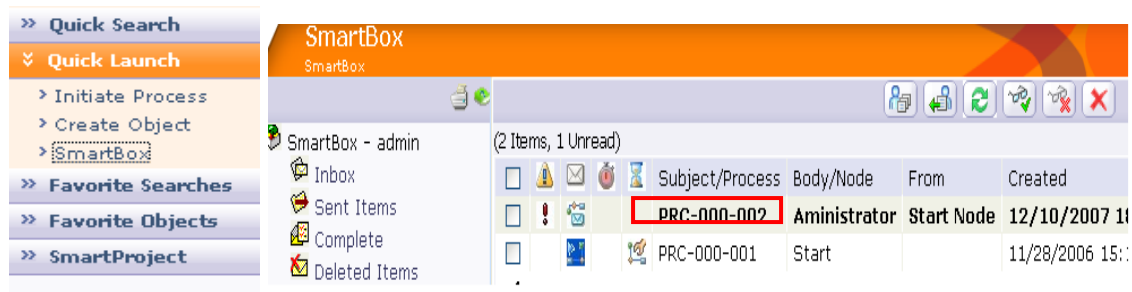 » Quick Search
Quick Launch
> Initiate Process
> Create Object
> SmartBox
» Favorite Searches
» Favorite Objects
» SmartProject
SmartBox
SmartBox
SmartBox - admin
Inbox
Sent Items
Complete
Deleted Items
(2 Items, 1 Unread)
Subject/Process Body/Node From Created
PRC-000-002 Aministrator Start Node 12/10/2007
PRC-000-001 Start 11/28/2006 15: